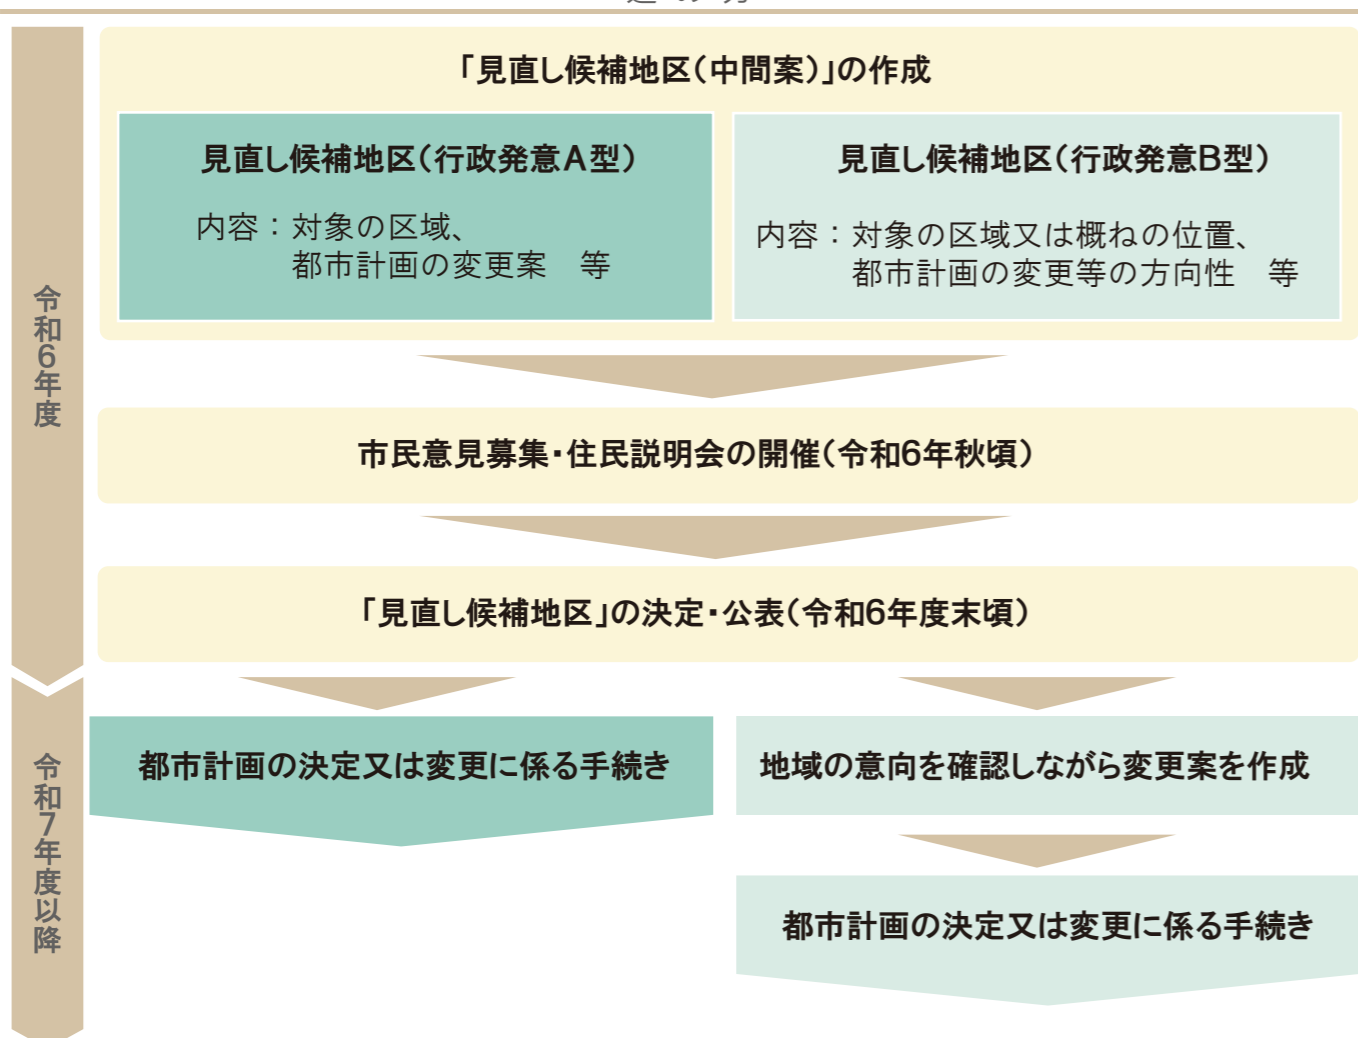 「見直し候補地区（中間案）」の作成
見直し候補地区（行政発意A型）
内容：対象の区域、
都市計画の変更案　等
見直し候補地区（行政発意B型）
内容：対象の区域又は概ねの位置、
都市計画の変更等の方向性　等
令和6年度
市民意見募集・住民説明会の開催（令和6年秋頃）
「見直し候補地区」の決定・公表（令和6年度末頃）
令和7年度以降
都市計画の決定又は変更に係る手続き
地域の意向を確認しながら変更案を作成
都市計画の決定又は変更に係る手続き